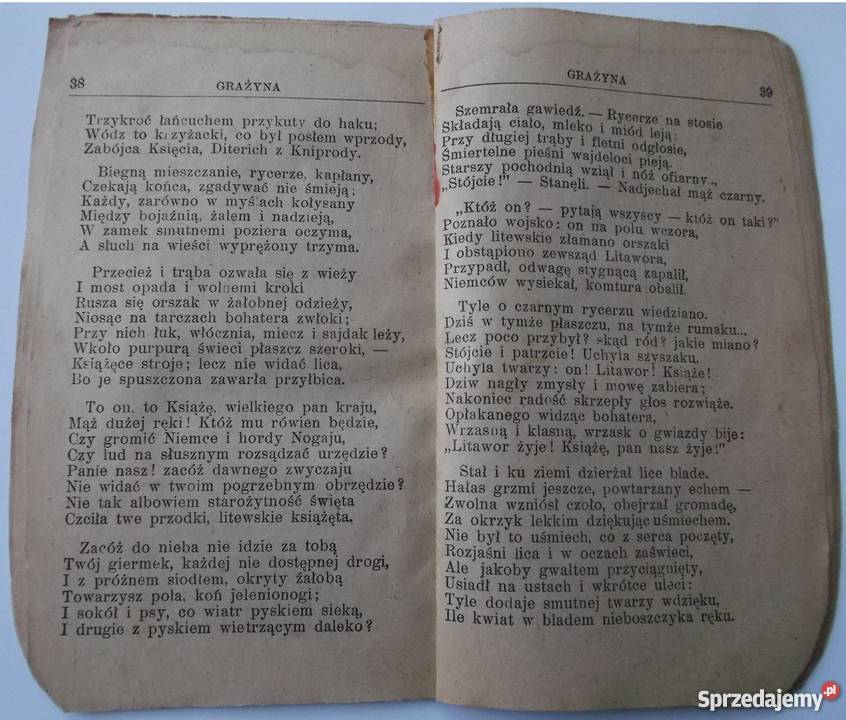 38
GRAŻYNA
Trzykroć łańcuchem przykuty do haku;
Wódz to krzyżacki, co był posłem wprzody,
Zabójca Księcia, Diterich z Kniprody.
Biegną mieszczanie, rycerze, kapłany,
Czekają końca, zgadywać nie śmieją;
Każdy, zarówno w myślach kołysany
Między bojaźnią, żalem i nadzieją,
W zamek smutnemi poziera oczyma,
A słuch na wieści wyprężony trzyma.
Przecież i trąba ozwała się z wieży
I most opada i wolnemi kroki
Rusza się orszak w żałobnej odzieży,
Niosąc na tarczach bohatera zwłoki;
Przy nich łuk, włócznia, miecz i sajdak leży,
Wkoło purpurą świeci płaszcz szeroki, —
Książęce stroje; lecz nie widać lica,
Bo je spuszczona zawarła przyłbica.
To on, to Książę, wielkiego pan kraju,
Mąż dużej ręki! Któż mu rówien będzie,
Czy gromić Niemce i hordy Nogaju,
Czy lud na słusznym rozsądzać urzędzie?
Panie nasz! zacóż dawnego zwyczaju
Nie widać w twoim pogrzebnym obrzędzie?
Nie tak albowiem starożytność święta
Czciła twe przodki, litewskie książęta.
Zacóż do nieba nie idzie za tobą
Twój giermek, każdej nie dostępnej drogi,
I z próżnem siodłem, okryty żałobą
Towarzysz pola, koń jelenionogi;
I sokół i psy, co wiatr pyskiem sieką,
I drugie z pyskiem wietrzącym daleko?
GRAŻYNA
39
Szemrała gawiedź. — Rycerze na stosie
Składają ciało, mleko i miód leją;
Przy długiej trąby i fletni odgłosie,
Śmiertelne pieśni wajdeloci pieją.
Starszy pochodnią wziął i nóż ofiarny..,
„Stójcie!" — Stanęli. — Nadjechał mąż czarny.
„Któż on? — pytają wszyscy — któż on taki?"
Poznało wojsko: on na polu wczora,
Kiedy litewskie złamano orszaki
I obstąpiono zewsząd Litawora,
Przypadł, odwagę stygnącą zapalił,
Niemców wysiekał, komtura obalił.
Tyle o czarnym rycerzu wiedziano.
Dziś w tymże płaszczu, na tymże rumaku...
Lecz poco przybył? skąd ród? jakie miano?
Stójcie i patrzcie! Uchyla szyszaku.
Uchyla twarzy: on! Litawor! Książe!
Dziw nagły zmysły i mowę zabiera;
Nakoniec radość skrzepły głos rozwiąże.
Opłakanego widząc bohatera,
Wrzasną i klasną, wrzask o gwiazdy bije:
„Litawor żyje! Książę, pan nasz żyje!"
Stał i ku ziemi dzierżał lice blade.
Hałas grzmi jeszcze, powtarzany echem —
Zwolna wzniósł czoło, obejrzał gromadę,
Za okrzyk lekkim dziękując uśmiechem.
Nie był to uśmiech, co z serca poczęty,
Rozjaśni lica i w oczach zaświeci,
Ale jakoby gwałtem przyciągnięty,
Usiadł na ustach i wkrótce uleci:
Tyle dodaje smutnej twarzy wdzięku,
Ile kwiat w bladem nieboszczyka ręku.
Sprzedajemy.pl